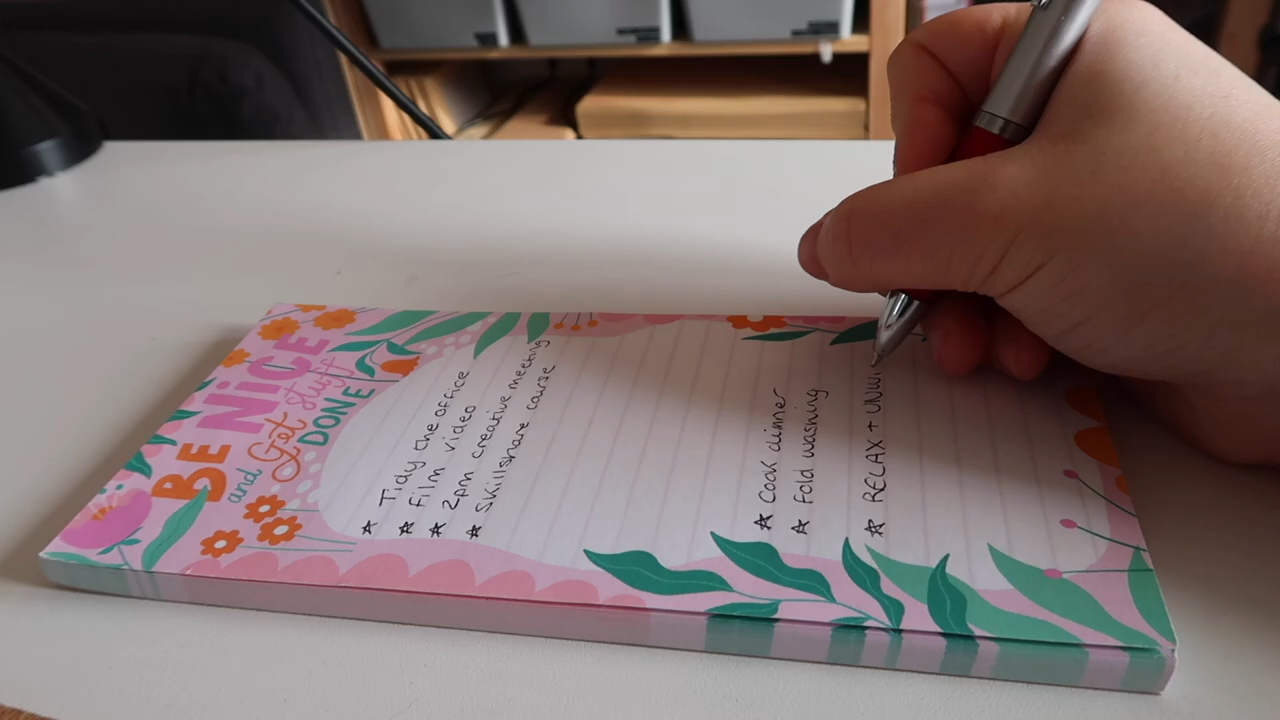 BE NiCE
and Get stuff
DONE
☆ Tidy the office
☆ Film video
☆ 2pm creative meeting
☆ Skillshare course
☆ Cook dinner
☆ Fold washing
☆ RELAX + UNWi